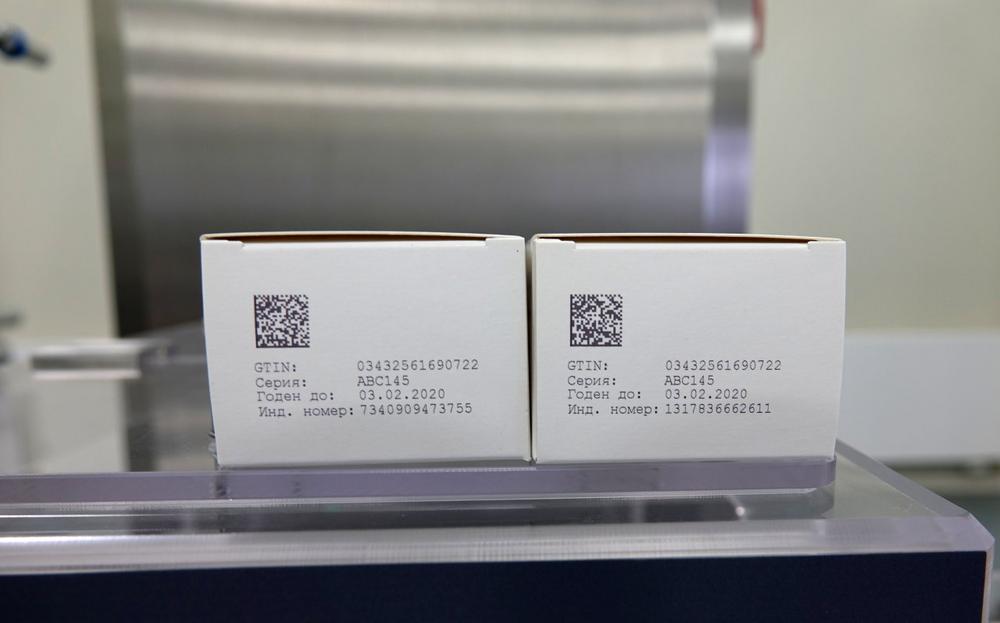 GTIN: 03432561690722
Серия: ABC145
Годен до: 03.02.2020
Инд. номер: 7340909473755
GTIN: 03432561690722
Серия: ABC145
Годен до: 03.02.2020
Инд. номер: 1317836662611